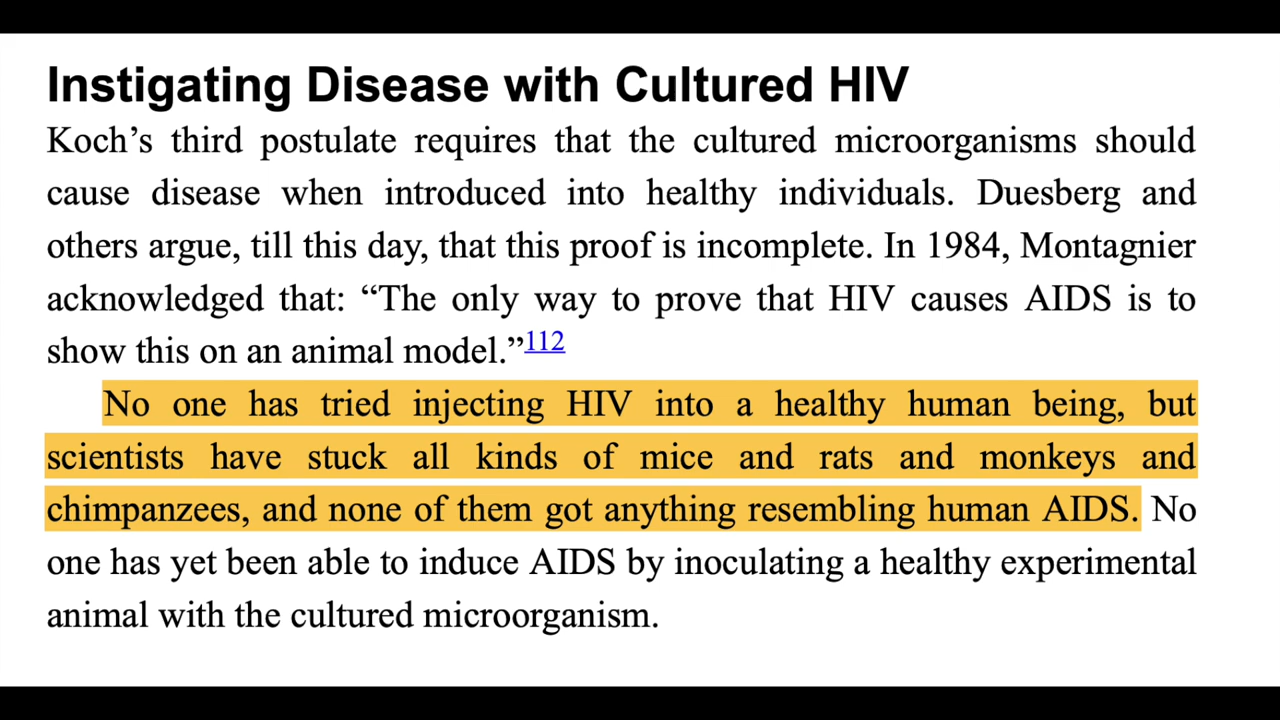 Instigating Disease with Cultured HIV
Koch’s third postulate requires that the cultured microorganisms should
cause disease when introduced into healthy individuals. Duesberg and
others argue, till this day, that this proof is incomplete. In 1984, Montagnier
acknowledged that: “The only way to prove that HIV causes AIDS is to
show this on an animal model.”112
No one has tried injecting HIV into a healthy human being, but
scientists have stuck all kinds of mice and rats and monkeys and
chimpanzees, and none of them got anything resembling human AIDS. No
one has yet been able to induce AIDS by inoculating a healthy experimental
animal with the cultured microorganism.